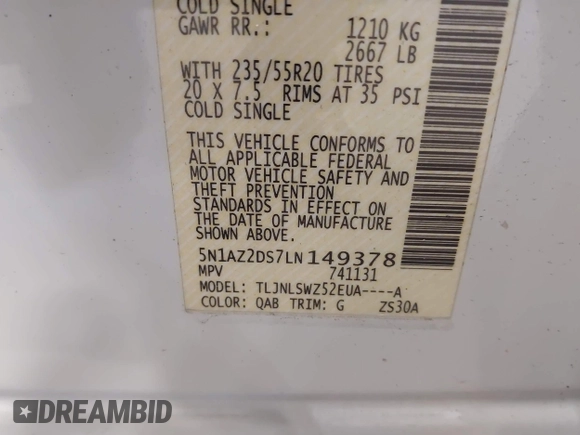 COLD SINGLE
GAWR RR.: 1210 KG
2667 LB
WITH 235/55R20 TIRES
20 X 7.5 RIMS AT 35 PSI
COLD SINGLE
THIS VEHICLE CONFORMS TO
ALL APPLICABLE FEDERAL
MOTOR VEHICLE SAFETY AND
THEFT PREVENTION
STANDARDS IN EFFECT ON
THE DATE OF MANUFACTURE
SHOWN ABOVE.
5N1AZ2DS7LN149378
MPV 741131
MODEL: TLJNLSWZ52EUA----A
COLOR: QAB TRIM: G ZS30A
DREAMBID